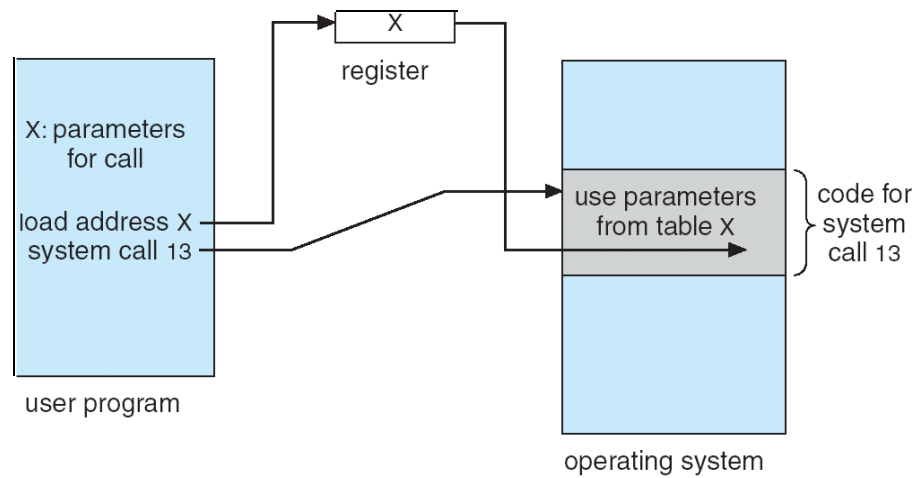 X
register
X: parameters
for call
load address X
system call 13
user program
use parameters
from table X
code for
system
call 13
operating system